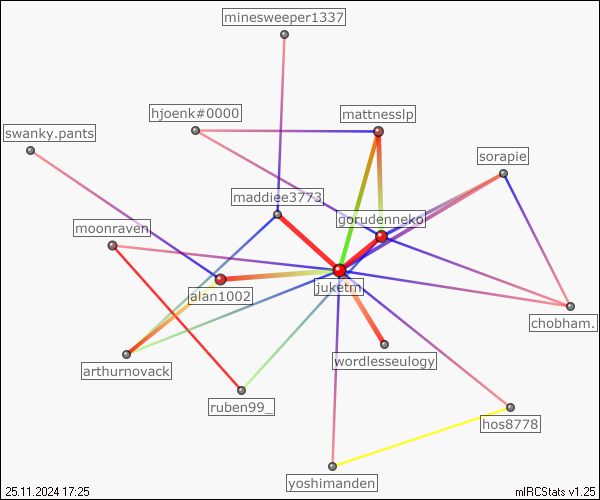 minesweeper1337
hjoenk#0000
mattnesslp
swanky.pants
sorapie
maddiee3773
gorudenneko
moonraven
juketm
alan1002
chobham.
wordlesseulogy
arthurnovack
ruben99_
hos8778
yoshimanden
25.11.2024 17:25
mIRCStats v1.25